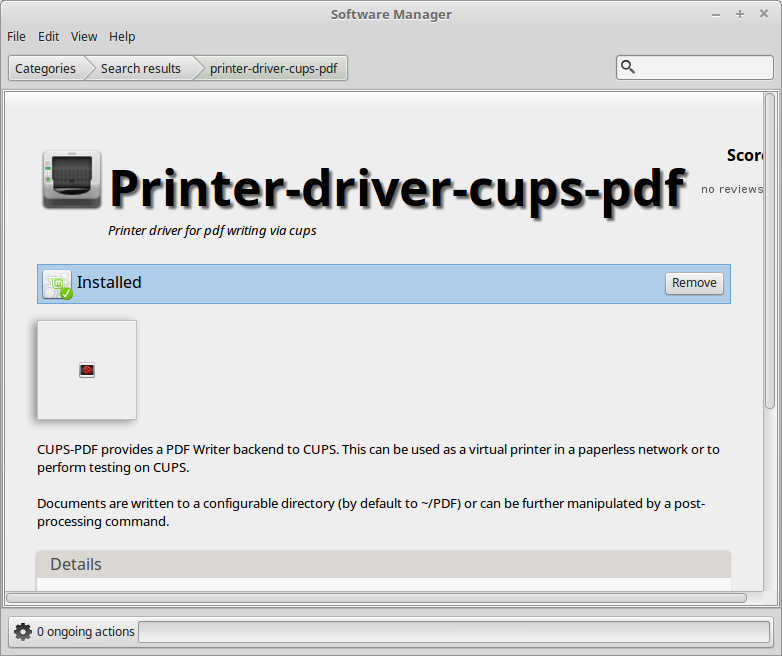 Software Manager
File Edit View Help
Categories Search results printer-driver-cups-pdf
Score
Printer-driver-cups-pdf
no reviews
Printer driver for pdf writing via cups
Installed Remove
CUPS-PDF provides a PDF Writer backend to CUPS. This can be used as a virtual printer in a paperless network or to
perform testing on CUPS.
Documents are written to a configurable directory (by default to ~/PDF) or can be further manipulated by a post-
processing command.
Details
0 ongoing actions